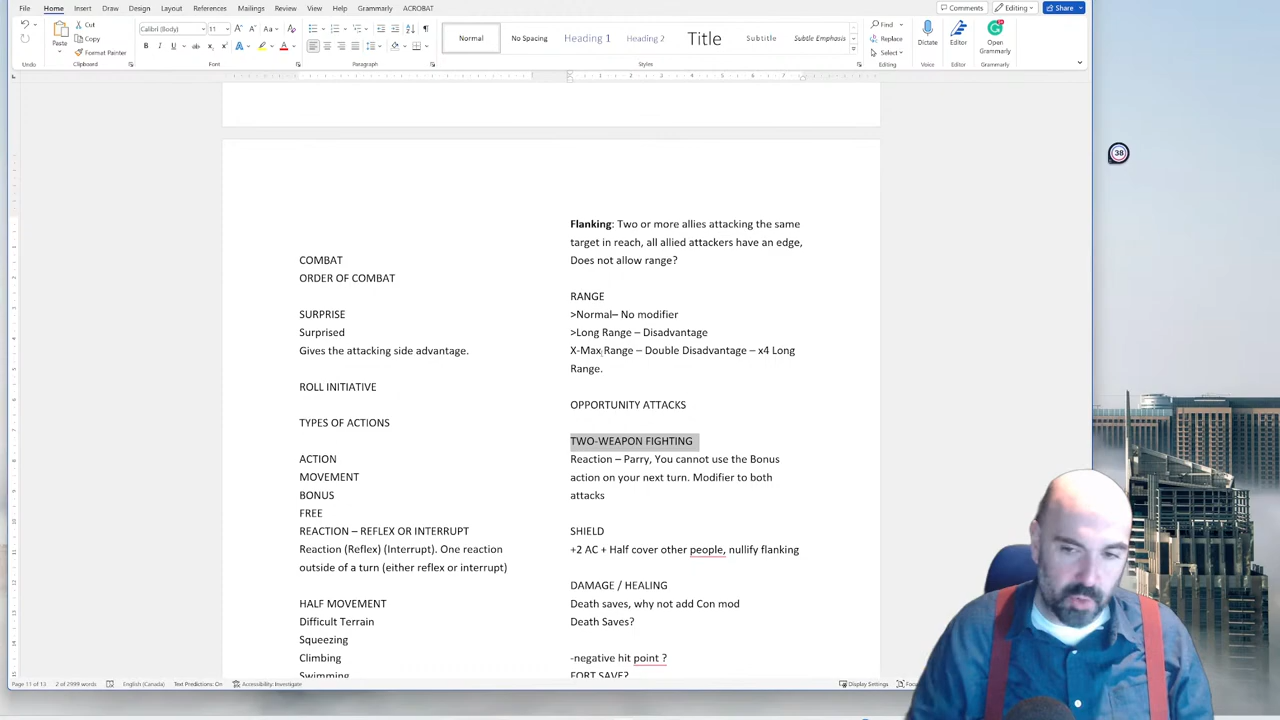 File Home Insert Draw Design Layout References Mailings Review View Help Grammarly ACROBAT
Comments Editing Share
Paste Cut Copy Format Painter
Calibri (Body) 11
Normal No Spacing Heading 1 Heading 2 Title Subtitle Subtle Emphasis
Find Replace Select
Dictate Editor Open Grammarly
Undo Clipboard Font Paragraph Styles Editing Voice Editor Grammarly
38
COMBAT
ORDER OF COMBAT
SURPRISE
Surprised
Gives the attacking side advantage.
ROLL INITIATIVE
TYPES OF ACTIONS
ACTION
MOVEMENT
BONUS
FREE
REACTION – REFLEX OR INTERRUPT
Reaction (Reflex) (Interrupt). One reaction
outside of a turn (either reflex or interrupt)
HALF MOVEMENT
Difficult Terrain
Squeezing
Climbing
Swimming
Flanking: Two or more allies attacking the same
target in reach, all allied attackers have an edge,
Does not allow range?
RANGE
>Normal– No modifier
>Long Range – Disadvantage
X-Max Range – Double Disadvantage – x4 Long
Range.
OPPORTUNITY ATTACKS
TWO-WEAPON FIGHTING
Reaction – Parry, You cannot use the Bonus
action on your next turn. Modifier to both
attacks
SHIELD
+2 AC + Half cover other people, nullify flanking
DAMAGE / HEALING
Death saves, why not add Con mod
Death Saves?
-negative hit point ?
FORT SAVE?
Page 11 of 13 2 of 2999 words English (Canada) Text Predictions: On Accessibility: Investigate
Display Settings